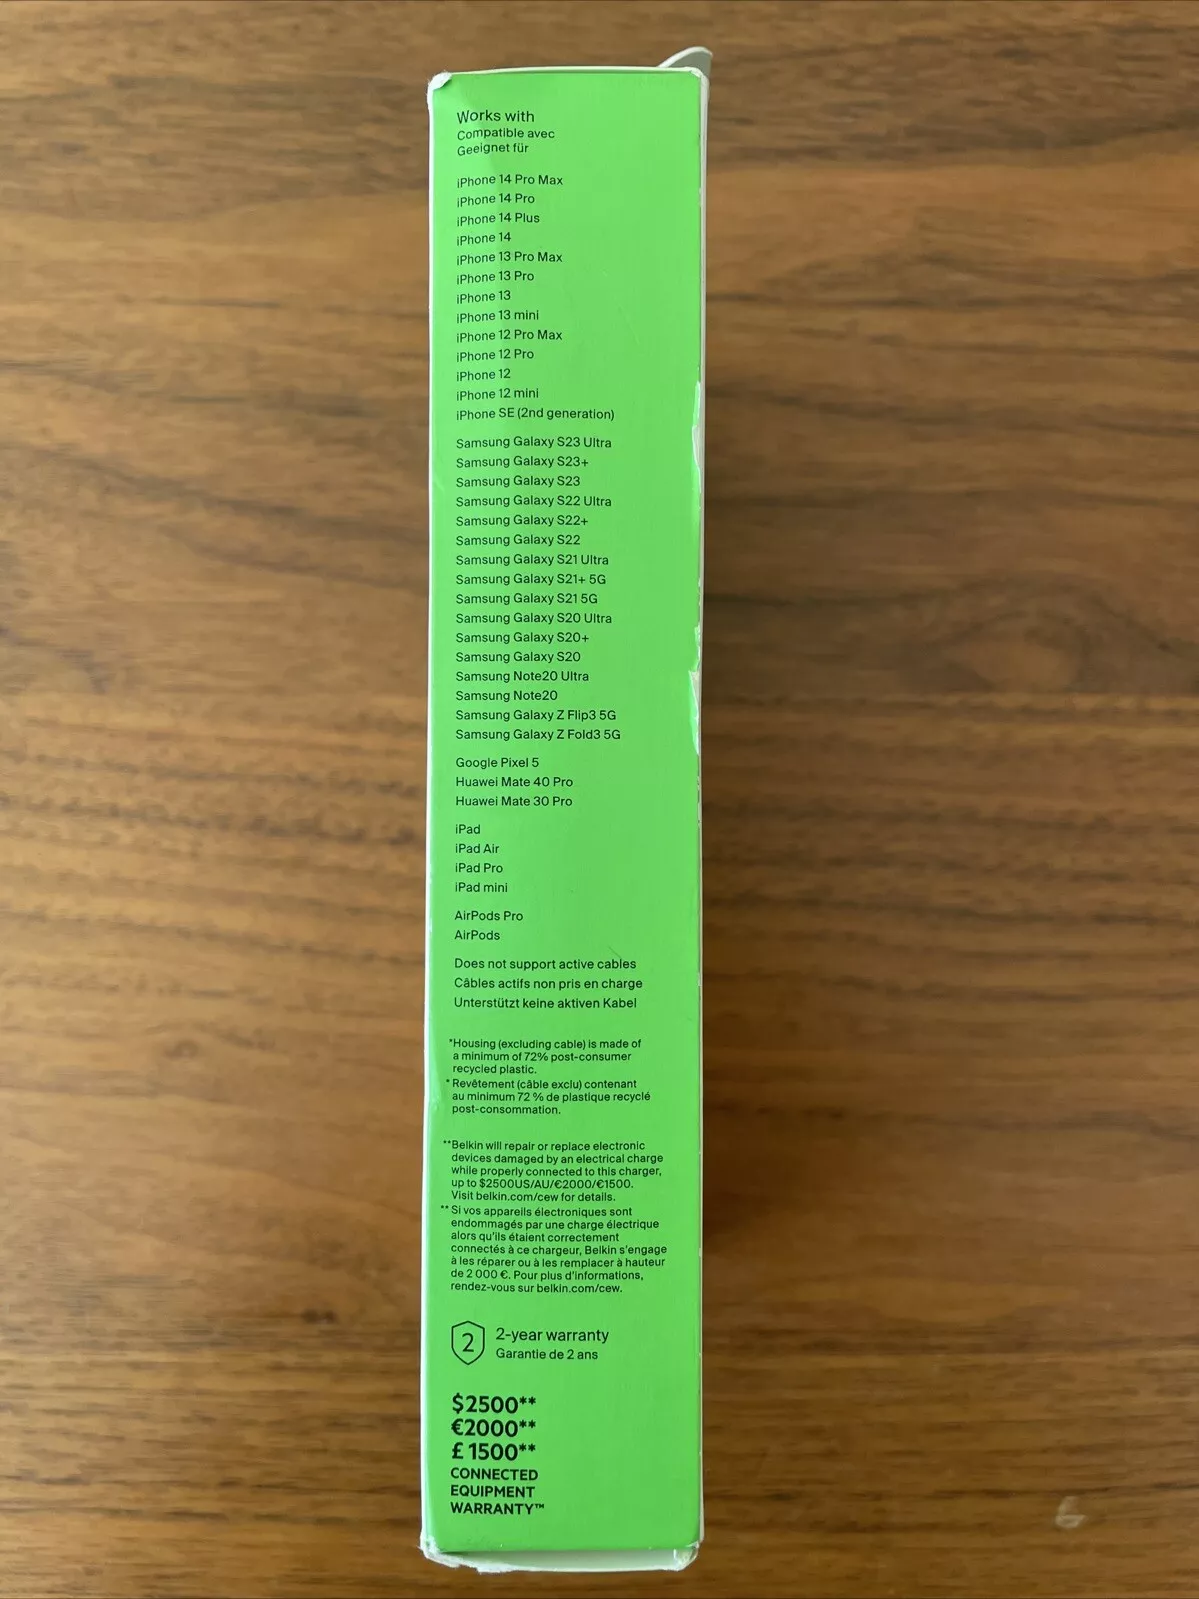 Works with
Compatible avec
Geeignet für
iPhone 14 Pro Max
iPhone 14 Pro
iPhone 14 Plus
iPhone 14
iPhone 13 Pro Max
iPhone 13 Pro
iPhone 13
iPhone 13 mini
iPhone 12 Pro Max
iPhone 12 Pro
iPhone 12
iPhone 12 mini
iPhone SE (2nd generation)
Samsung Galaxy S23 Ultra
Samsung Galaxy S23+
Samsung Galaxy S23
Samsung Galaxy S22 Ultra
Samsung Galaxy S22+
Samsung Galaxy S22
Samsung Galaxy S21 Ultra
Samsung Galaxy S21+ 5G
Samsung Galaxy S21 5G
Samsung Galaxy S20 Ultra
Samsung Galaxy S20+
Samsung Galaxy S20
Samsung Note20 Ultra
Samsung Note20
Samsung Galaxy Z Flip3 5G
Samsung Galaxy Z Fold3 5G
Google Pixel 5
Huawei Mate 40 Pro
Huawei Mate 30 Pro
iPad
iPad Air
iPad Pro
iPad mini
AirPods Pro
AirPods
Does not support active cables
Câbles actifs non pris en charge
Unterstützt keine aktiven Kabel
*Housing (excluding cable) is made of
a minimum of 72% post-consumer
recycled plastic.
* Revêtement (câble exclu) contenant
au minimum 72 % de plastique recyclé
post-consommation.
**Belkin will repair or replace electronic
devices damaged by an electrical charge
while properly connected to this charger,
up to $2500US/AU/€2000/€1500.
Visit belkin.com/cew for details.
** Si vos appareils électroniques sont
endommagés par une charge électrique
alors qu'ils étaient correctement
connectés à ce chargeur, Belkin s'engage
à les réparer ou à les remplacer à hauteur
de 2 000 €. Pour plus d'informations,
rendez-vous sur belkin.com/cew.
2 2-year warranty
Garantie de 2 ans
$2500**
€2000**
£1500**
CONNECTED
EQUIPMENT
WARRANTY™